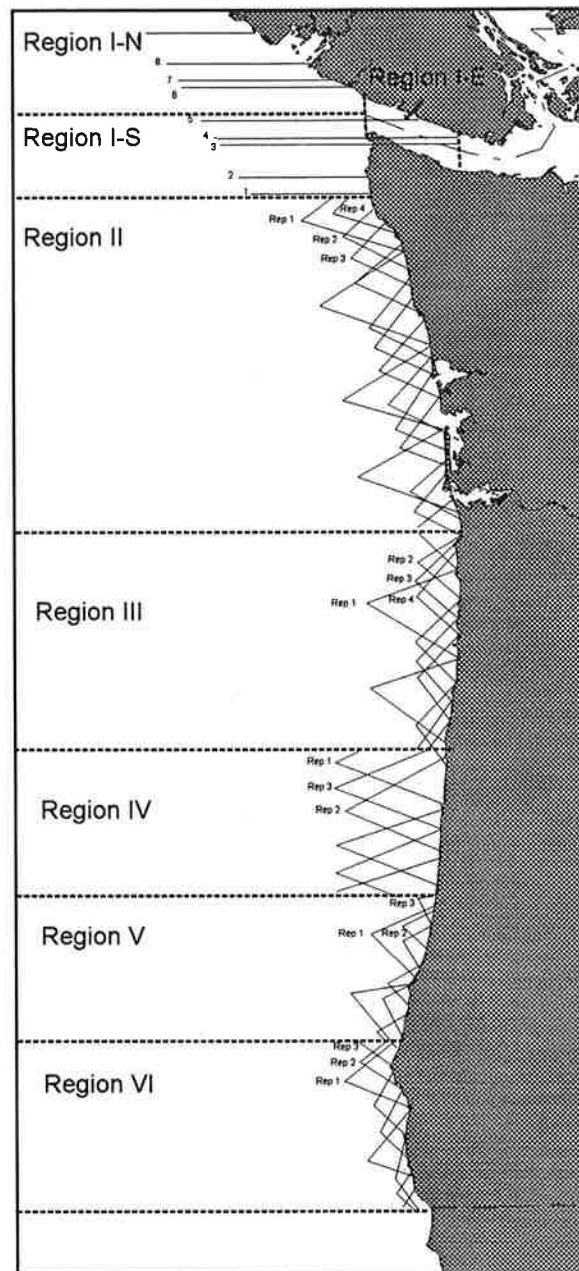 Region I-N
8
7
6
Region I-E
5
Region I-S
4
3
2
1
Rep 4
Rep 1
Region II
Rep 2
Rep 3
Rep 2
Rep 3
Rep 4
Rep 1
Region III
Rep 1
Rep 3
Rep 2
Region IV
Rep 3
Rep 1
Rep 2
Region V
Rep 3
Rep 2
Rep 1
Region VI